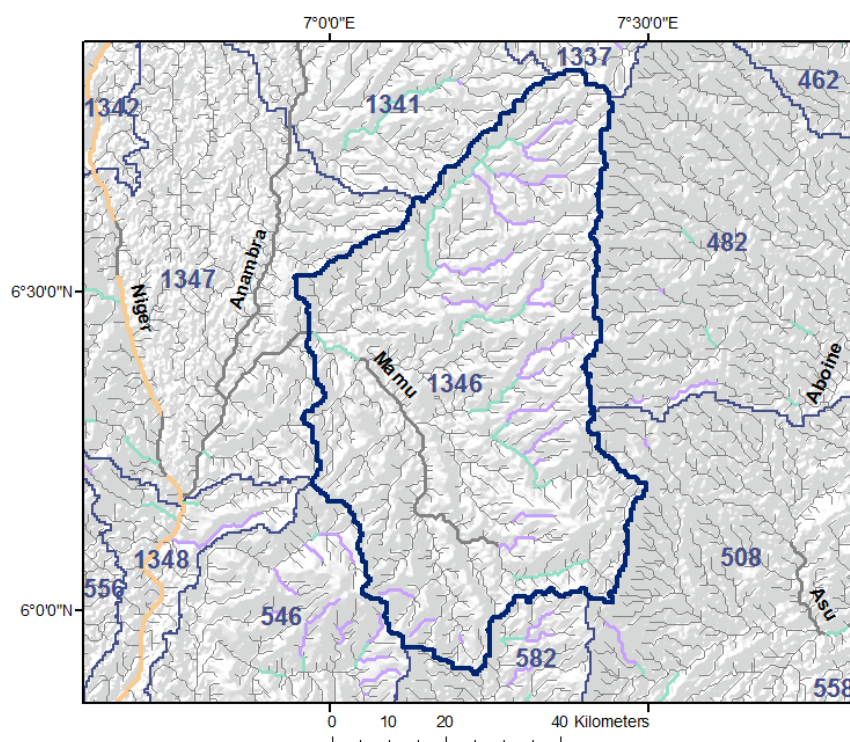 7°0'0"E
7°30'0"E
1337
462
1342
1341
482
1347
Anambra
6°30'0"N
Niger
Mamu
1346
Aboine
1348
508
556
Asu
6°0'0"N
546
582
558
0 10 20 40 Kilometers